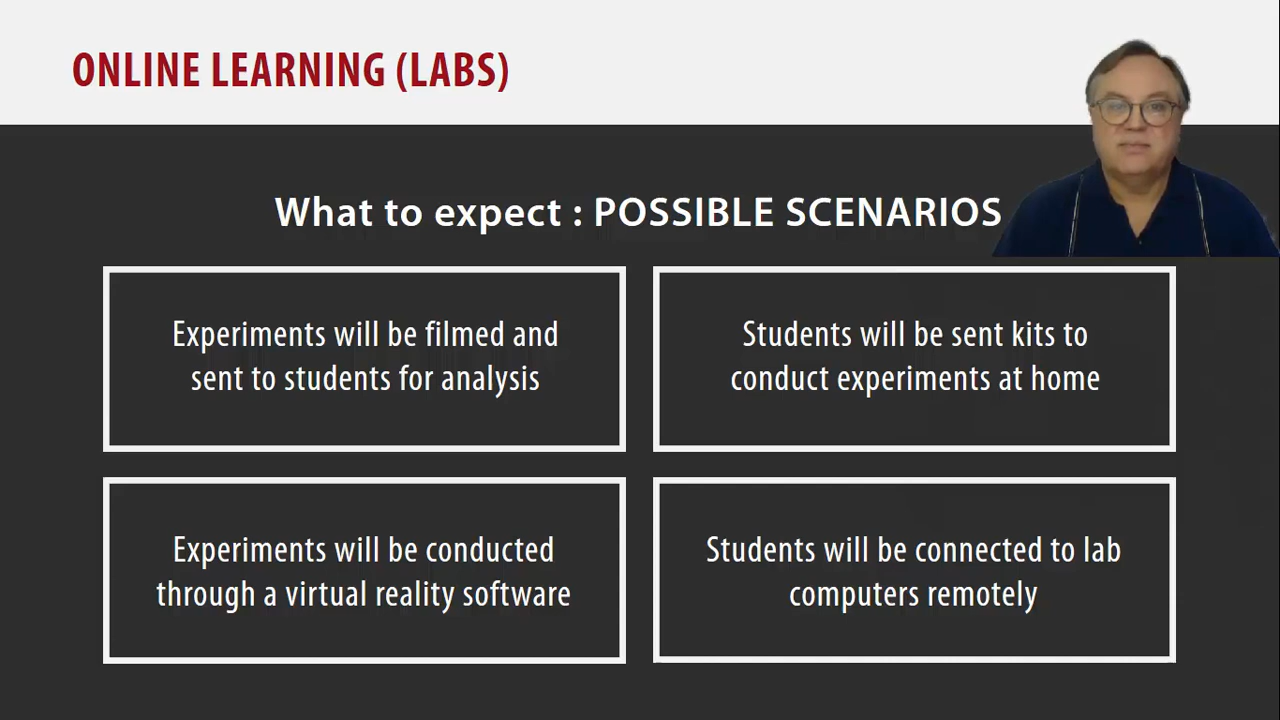 ONLINE LEARNING (LABS)
What to expect : POSSIBLE SCENARIOS
Experiments will be filmed and
sent to students for analysis
Students will be sent kits to
conduct experiments at home
Experiments will be conducted
through a virtual reality software
Students will be connected to lab
computers remotely